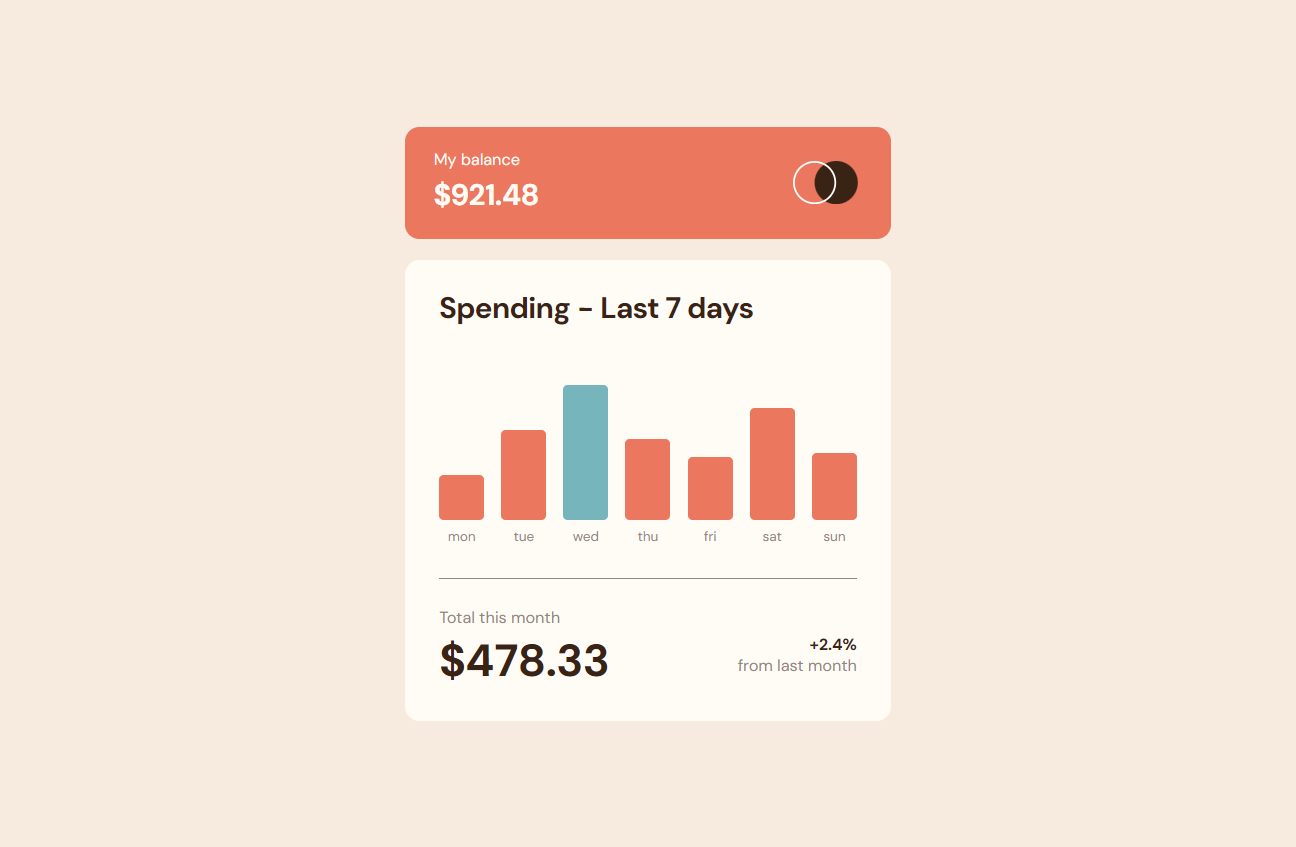 My balance
$921.48
Spending - Last 7 days
mon tue wed thu fri sat sun
Total this month
$478.33
+2.4%
from last month